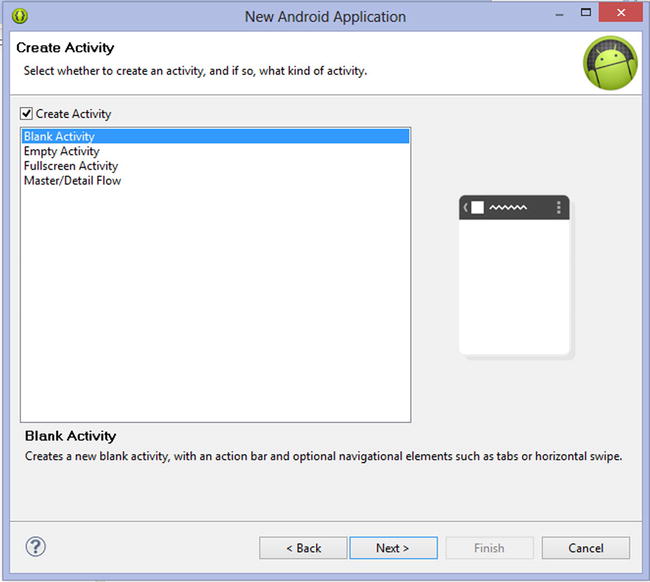 New Android Application
Create Activity
Select whether to create an activity, and if so, what kind of activity.
Create Activity
Blank Activity
Empty Activity
Fullscreen Activity
Master/Detail Flow
Blank Activity
Creates a new blank activity, with an action bar and optional navigational elements such as tabs or horizontal swipe.
?
< Back
Next >
Finish
Cancel